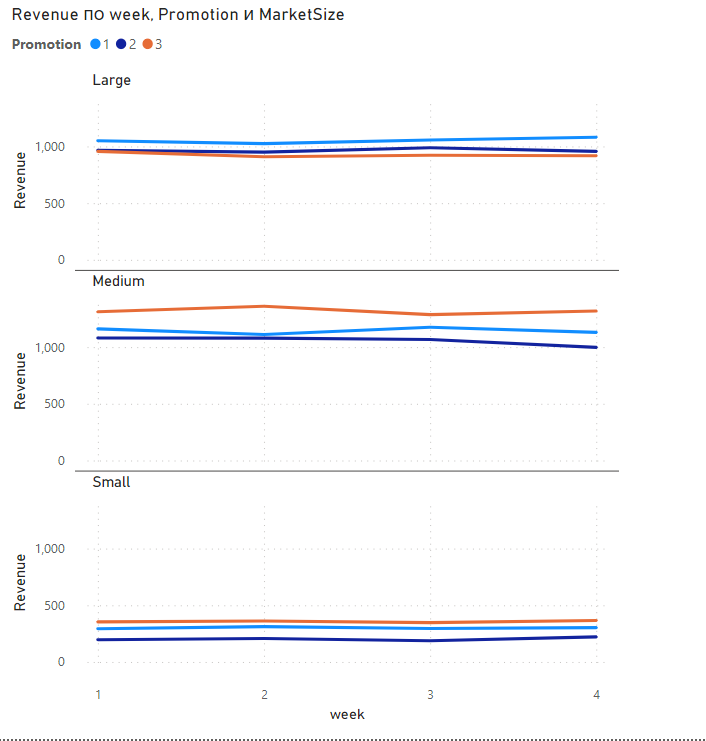 Revenue по week, Promotion и MarketSize
Promotion 1 2 3
Large
Revenue
1,000
500
0
Medium
Revenue
1,000
500
0
Small
Revenue
1,000
500
0
1 2 3 4
week